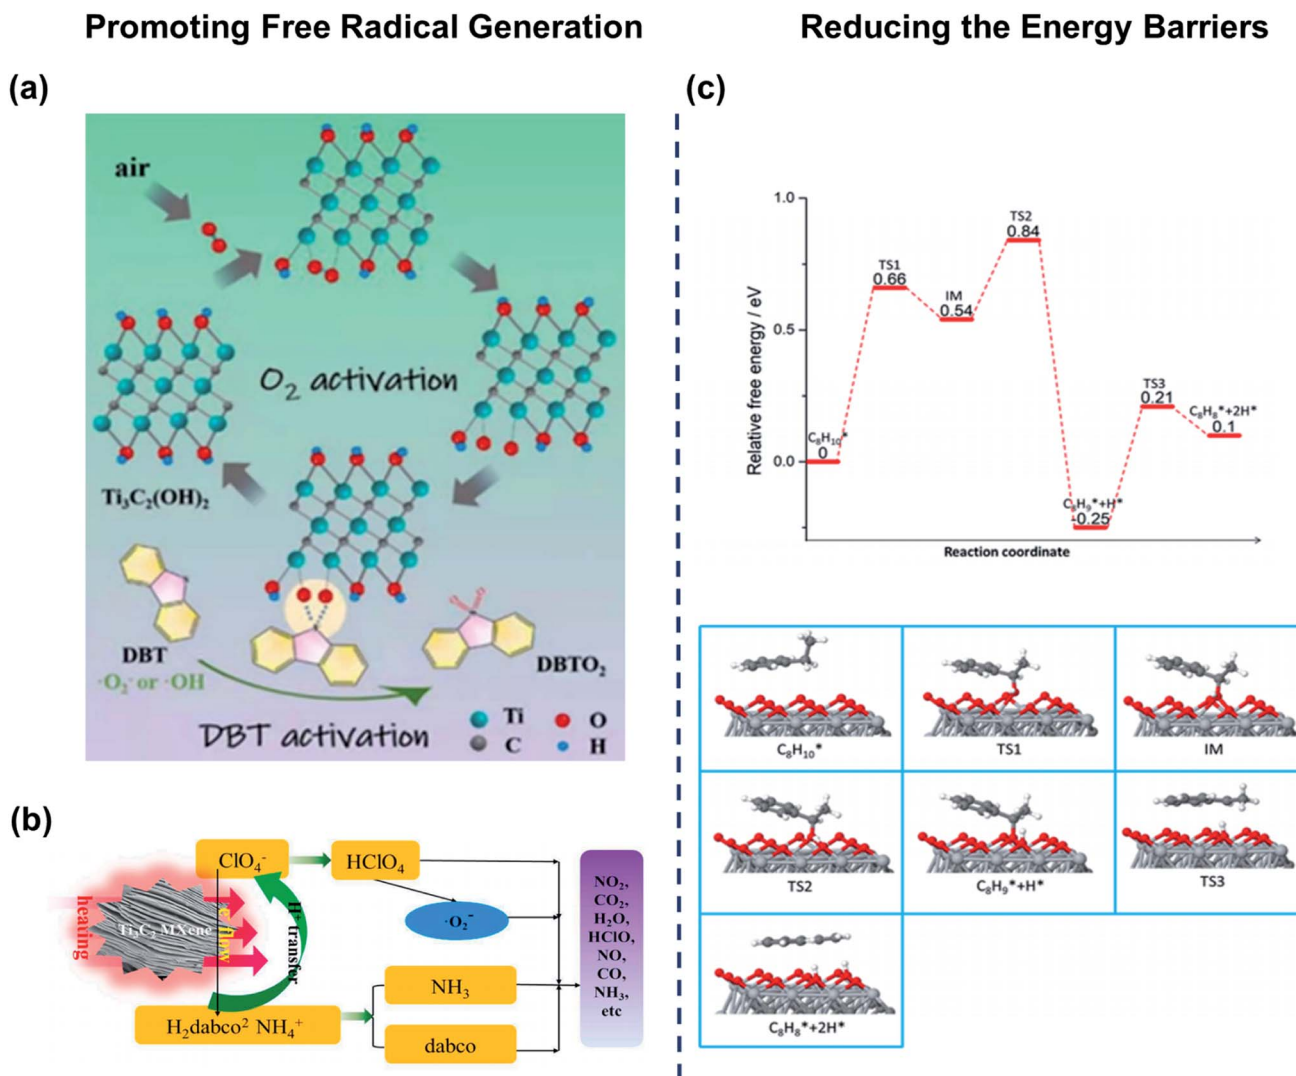 Promoting Free Radical Generation
Reducing the Energy Barriers
(a)
air
O₂ activation
Ti₃C₂(OH)₂
DBT
·O₂⁻ or ·OH
DBTO₂
DBT activation
Ti
O
C
H
(b)
heating
Ti₃C₂ MXene
e⁻ flow
H⁺ transfer
ClO₄⁻
HClO₄
·O₂⁻
NH₃
H₂dabco² NH₄⁺
dabco
NO₂,
CO₂,
H₂O,
HClO,
NO,
CO,
NH₃,
etc
(c)
Relative free energy / eV
1.0
0.5
0.0
C₈H₁₀*
0
TS1
0.66
IM
0.54
TS2
0.84
C₈H₉*+H*
-0.25
TS3
0.21
C₈H₈*+2H*
0.1
Reaction coordinate
C₈H₁₀*
TS1
IM
TS2
C₈H₉*+H*
TS3
C₈H₈*+2H*